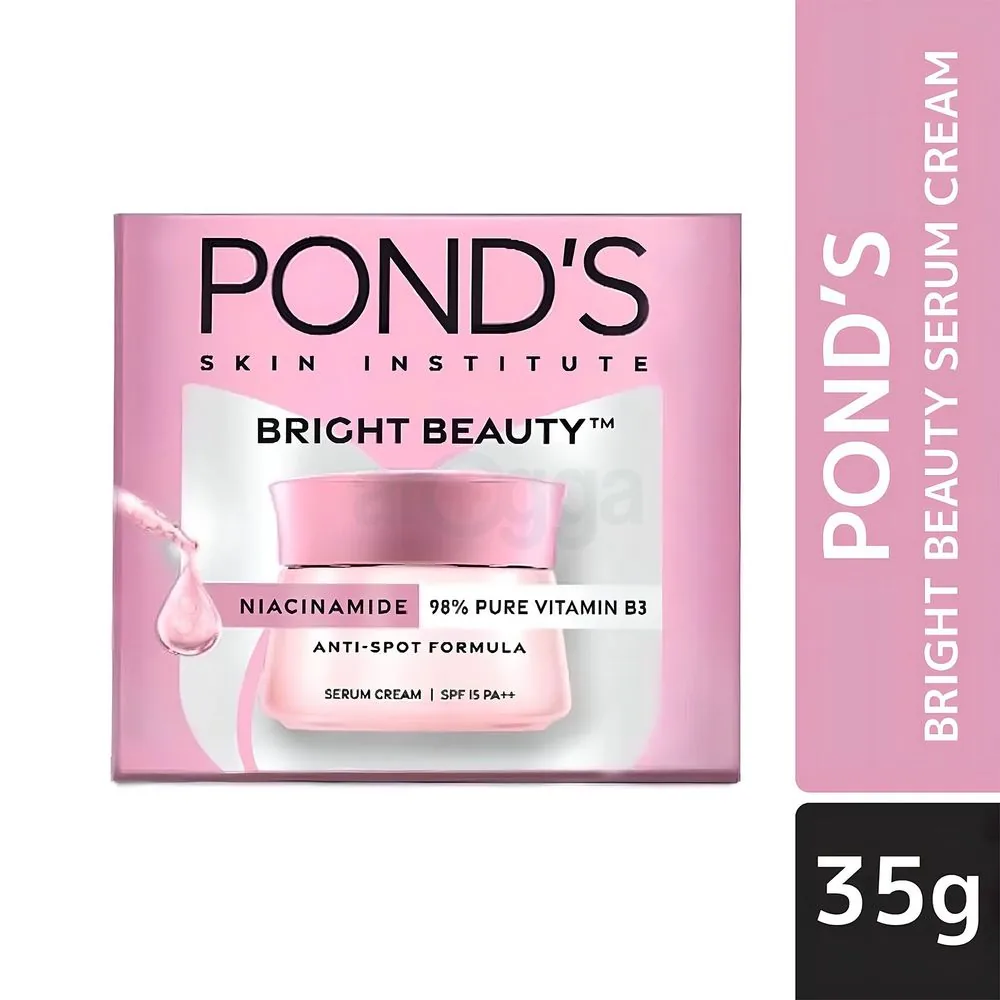 POND'S
SKIN INSTITUTE
BRIGHT BEAUTY™
arogga
NIACINAMIDE 98% PURE VITAMIN B3
ANTI-SPOT FORMULA
SERUM CREAM | SPF 15 PA++
POND'S
BRIGHT BEAUTY SERUM CREAM
35g